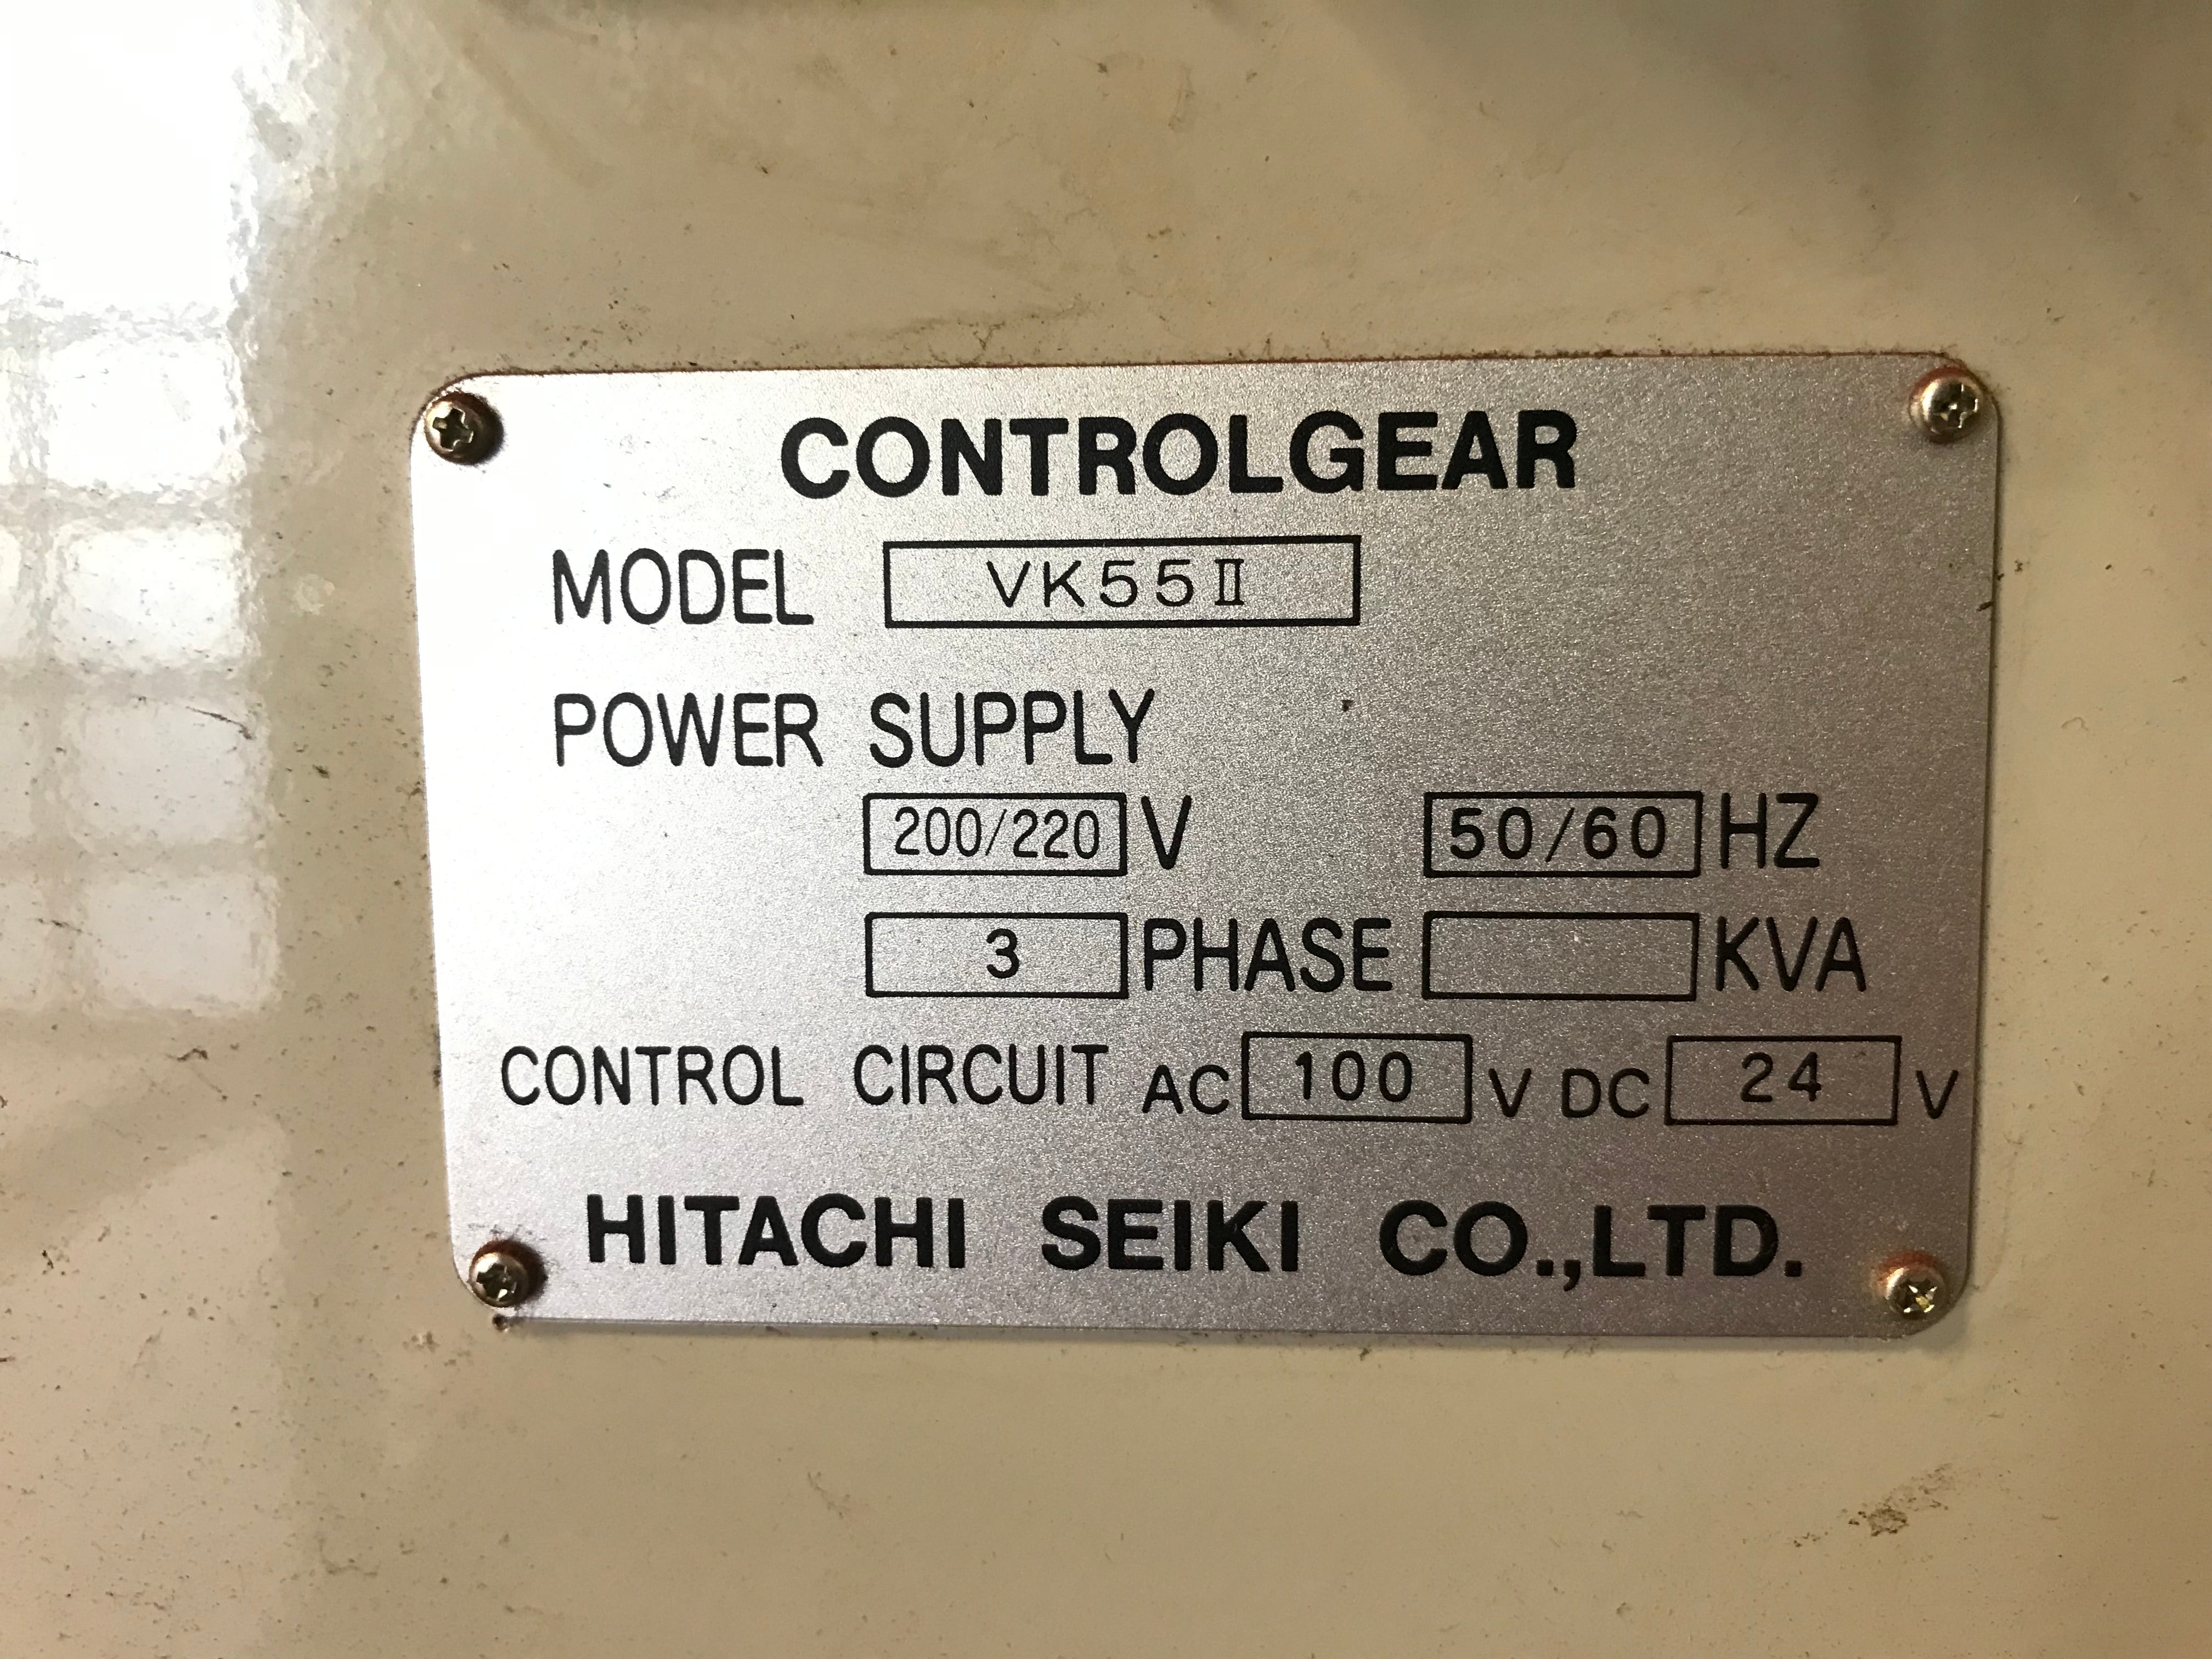 CONTROLGEAR
MODEL VK55Ⅱ
POWER SUPPLY
200/220 V 50/60 HZ
3 PHASE KVA
CONTROL CIRCUIT AC 100 V DC 24 V
HITACHI SEIKI CO.,LTD.